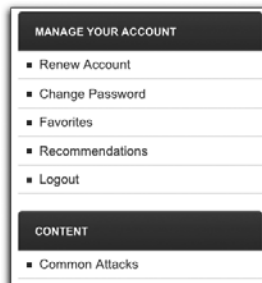 MANAGE YOUR ACCOUNT
Renew Account
Change Password
Favorites
Recommendations
Logout
CONTENT
Common Attacks